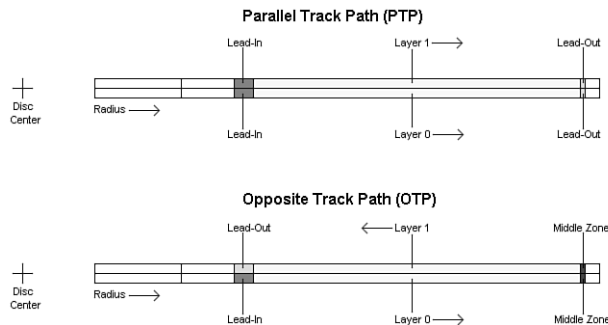 Parallel Track Path (PTP)
Lead-In
Layer 1
Lead-Out
Disc
Center
Radius
Lead-In
Layer 0
Lead-Out
Opposite Track Path (OTP)
Lead-Out
Layer 1
Middle Zone
Disc
Center
Radius
Lead-In
Layer 0
Middle Zone